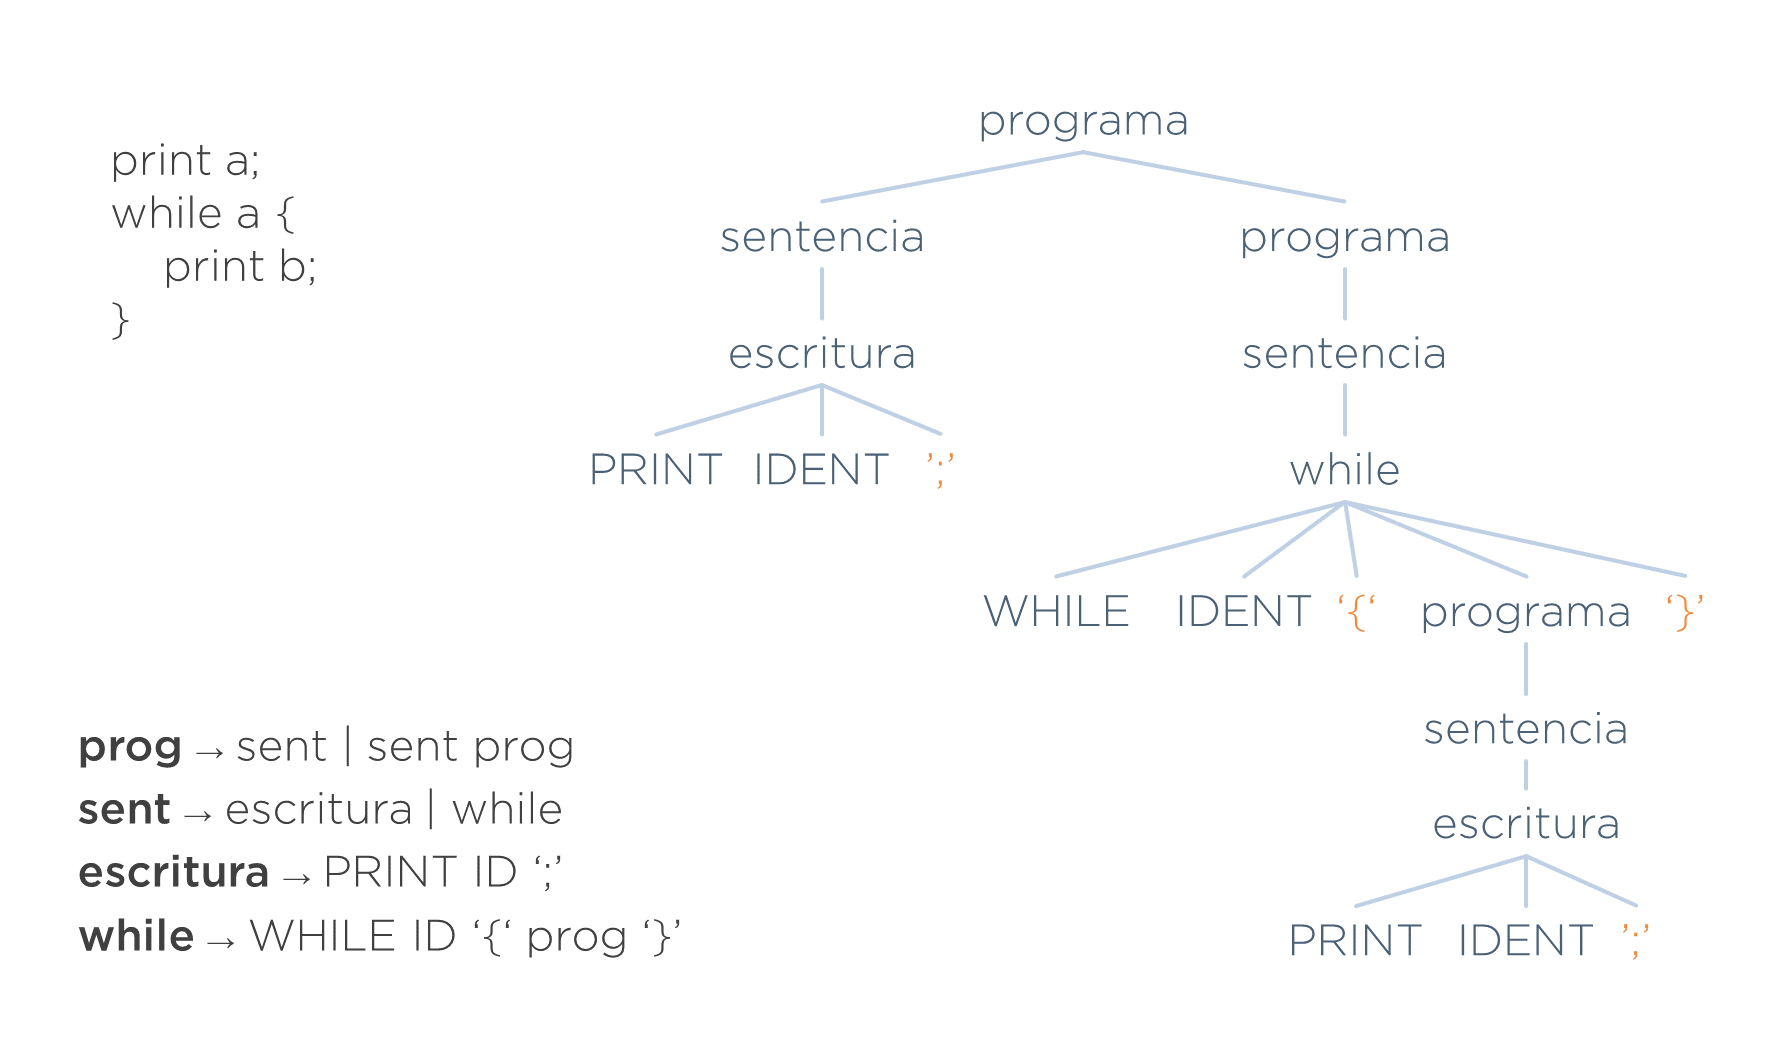 print a;
while a {
print b;
}
programa
sentencia programa
escritura sentencia
PRINT IDENT ’;’ while
WHILE IDENT ‘{‘ programa ‘}’
sentencia
escritura
PRINT IDENT ’;’
prog → sent | sent prog
sent → escritura | while
escritura → PRINT ID ‘;’
while → WHILE ID ‘{‘ prog ‘}’